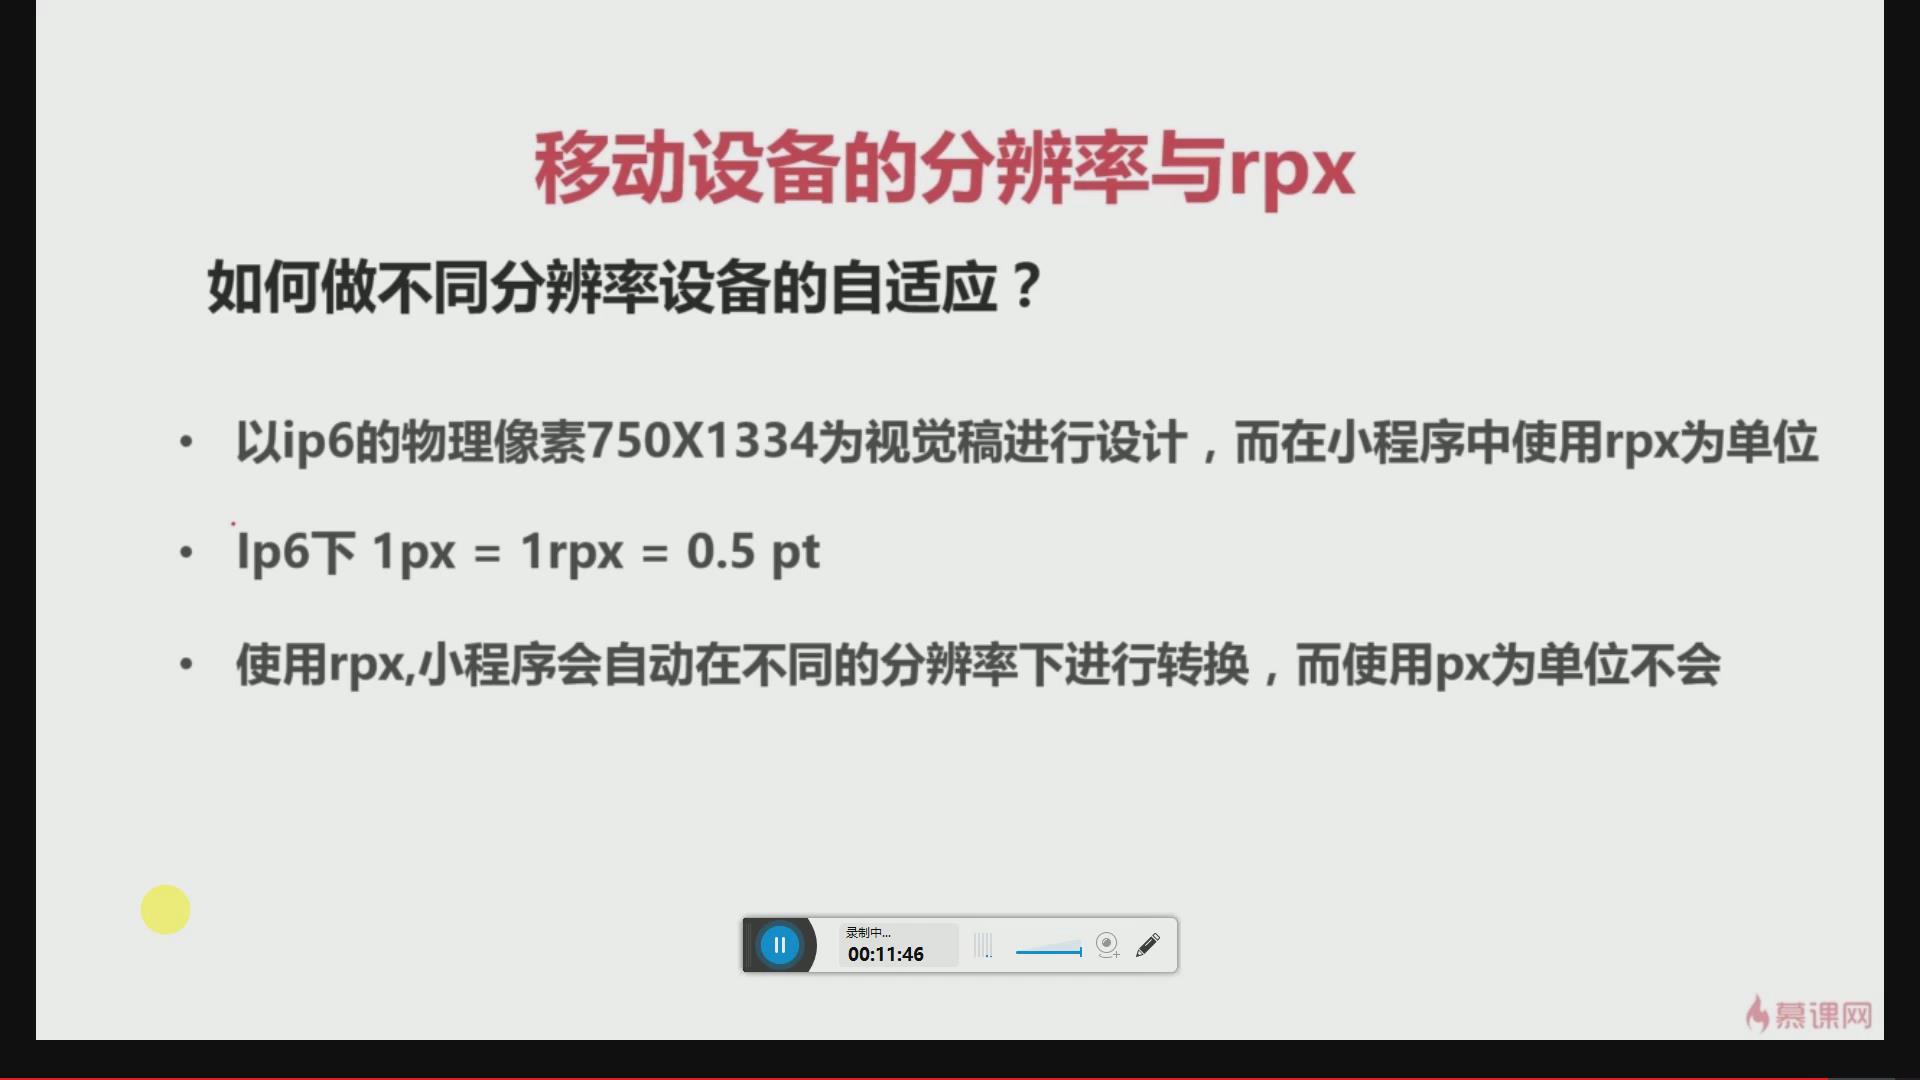 移动设备的分辨率与rpx
如何做不同分辨率设备的自适应？
• 以ip6的物理像素750X1334为视觉稿进行设计，而在小程序中使用rpx为单位
• Ip6下 1px = 1rpx = 0.5 pt
• 使用rpx,小程序会自动在不同的分辨率下进行转换，而使用px为单位不会
录制中...
00:11:46
慕课网